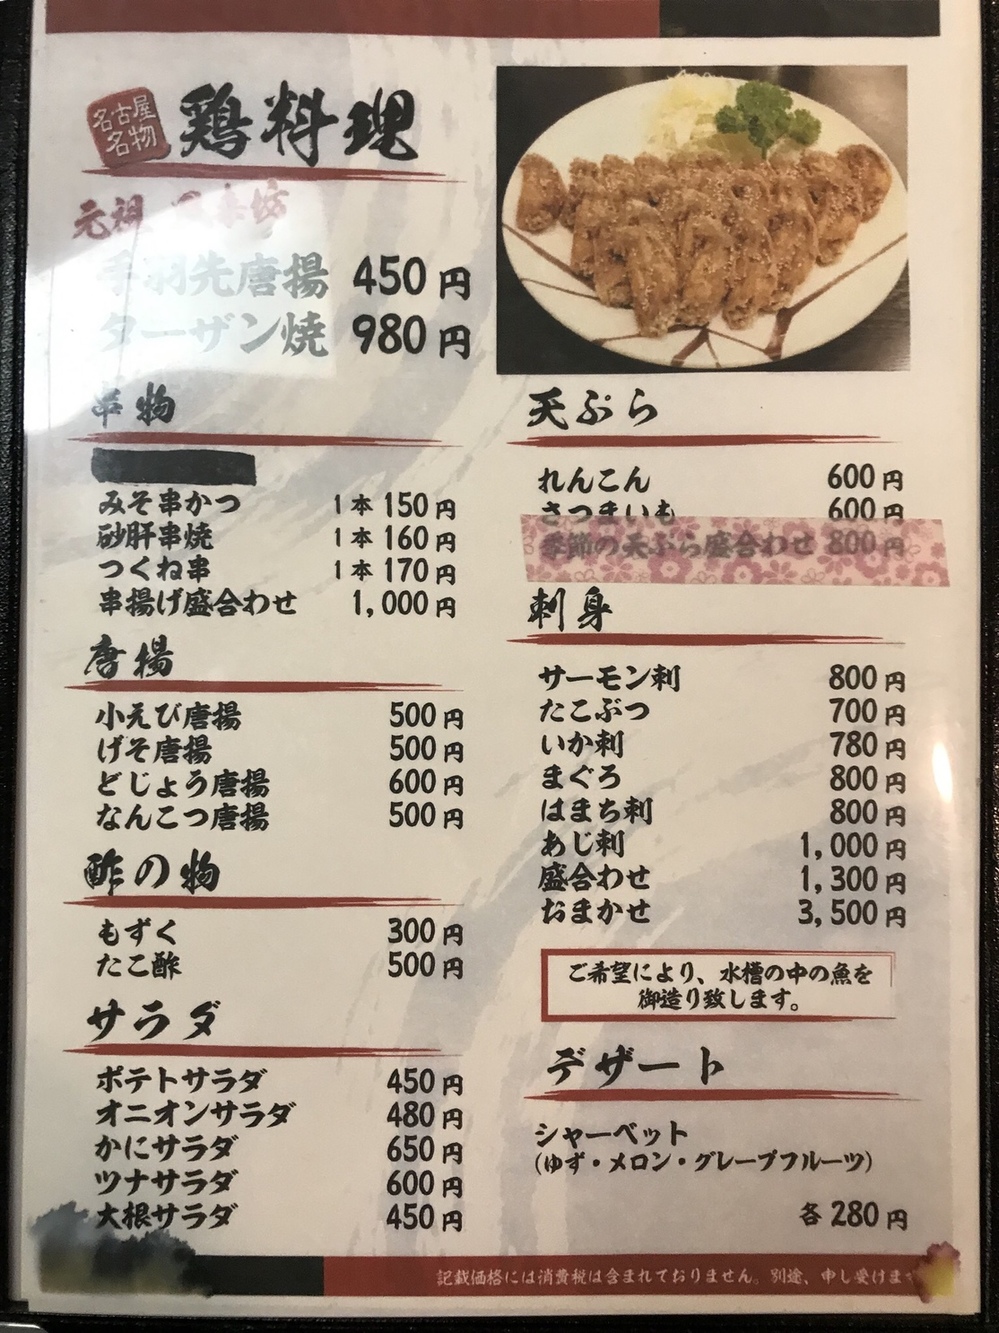 名古屋
名物
鶏料理
元祖 風来坊
手羽先唐揚 450円
ターザン焼 980円
串物
みそ串かつ 1本 150円
砂肝串焼 1本 160円
つくね串 1本 170円
串揚げ盛合わせ 1,000円
唐揚
小えび唐揚 500円
げそ唐揚 500円
どじょう唐揚 600円
なんこつ唐揚 500円
酢の物
もずく 300円
たこ酢 500円
サラダ
ポテトサラダ 450円
オニオンサラダ 480円
かにサラダ 650円
ツナサラダ 600円
大根サラダ 450円
天ぷら
れんこん 600円
さつまいも 600円
季節の天ぷら盛合わせ 800円
刺身
サーモン刺 800円
たこぶつ 700円
いか刺 780円
まぐろ 800円
はまち刺 800円
あじ刺 1,000円
盛合わせ 1,300円
おまかせ 3,500円
ご希望により、水槽の中の魚を
御造り致します。
デザート
シャーベット
(ゆず・メロン・グレープフルーツ)
各280円
記載価格には消費税は含まれておりません。別途、申し受けます